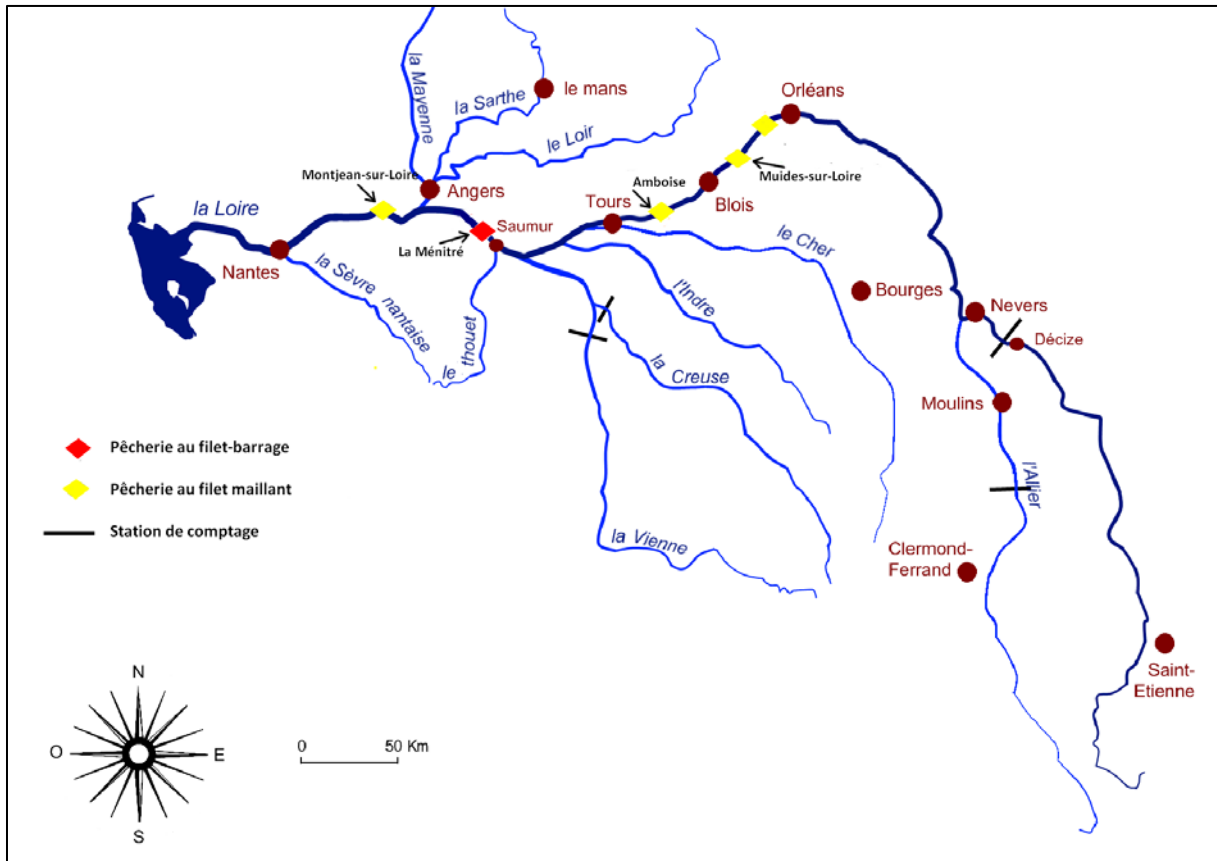 la Mayenne
la Sarthe
le mans
le Loir
Orléans
Montjean-sur-Loire
Angers
Amboise
Muides-sur-Loire
Blois
Tours
la Loire
Saumur
La Ménitré
Nantes
le Cher
la Sèvre nantaise
le thouet
l'Indre
Bourges
Nevers
Décize
la
Creuse
Moulins
Pêcherie au filet-barrage
Pêcherie au filet maillant
Station de comptage
l'Allier
la Vienne
Clermond-
Ferrand
Saint-
Etienne
N
O
E
S
0
50 Km